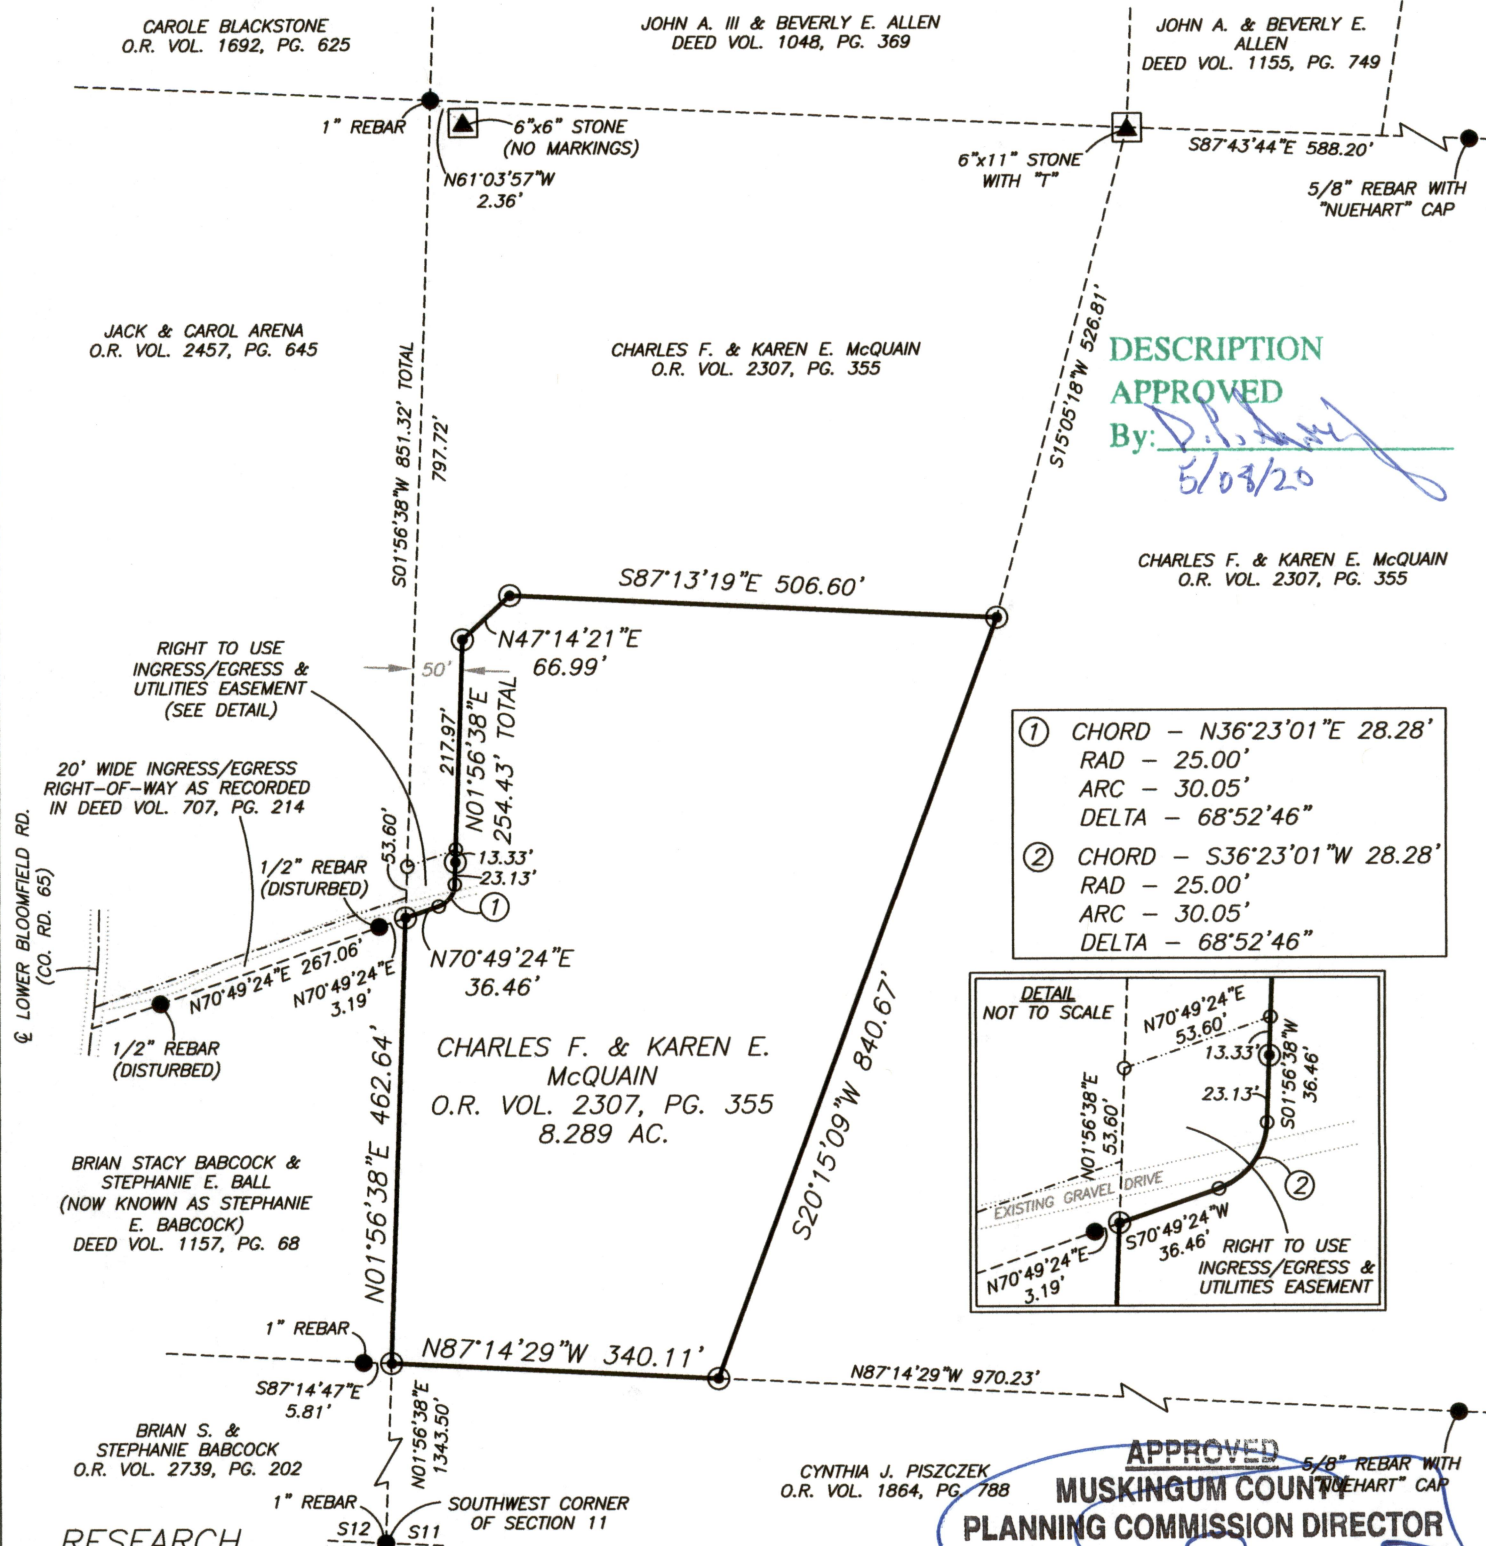 CAROLE BLACKSTONE
O.R. VOL. 1692, PG. 625
JOHN A. III & BEVERLY E. ALLEN
DEED VOL. 1048, PG. 369
JOHN A. & BEVERLY E.
ALLEN
DEED VOL. 1155, PG. 749
1" REBAR
6"x6" STONE
(NO MARKINGS)
N61°03'57"W
2.36'
6"x11" STONE
WITH "T"
S87°43'44"E 588.20'
5/8" REBAR WITH
"NUEHART" CAP
JACK & CAROL ARENA
O.R. VOL. 2457, PG. 645
S01°56'38"W 851.32' TOTAL
797.72'
CHARLES F. & KAREN E. McQUAIN
O.R. VOL. 2307, PG. 355
S15°05'18"W 526.81'
DESCRIPTION
APPROVED
By:
5/08/20
CHARLES F. & KAREN E. McQUAIN
O.R. VOL. 2307, PG. 355
S87°13'19"E 506.60'
N47°14'21"E
66.99'
50'
RIGHT TO USE
INGRESS/EGRESS &
UTILITIES EASEMENT
(SEE DETAIL)
217.97'
N01°56'38"E
254.43' TOTAL
20' WIDE INGRESS/EGRESS
RIGHT-OF-WAY AS RECORDED
IN DEED VOL. 707, PG. 214
℄ LOWER BLOOMFIELD RD.
(CO. RD. 65)
1/2" REBAR
(DISTURBED)
53.60'
13.33'
23.13'
1
N70°49'24"E 267.06'
N70°49'24"E
3.19'
N70°49'24"E
36.46'
1/2" REBAR
(DISTURBED)
1 CHORD - N36°23'01"E 28.28'
RAD - 25.00'
ARC - 30.05'
DELTA - 68°52'46"
2 CHORD - S36°23'01"W 28.28'
RAD - 25.00'
ARC - 30.05'
DELTA - 68°52'46"
DETAIL
NOT TO SCALE
N70°49'24"E
53.60'
13.33'
23.13'
S01°56'38"W
36.46'
N01°56'38"E
53.60'
EXISTING GRAVEL DRIVE
2
S70°49'24"W
36.46'
N70°49'24"E
3.19'
RIGHT TO USE
INGRESS/EGRESS &
UTILITIES EASEMENT
CHARLES F. & KAREN E.
McQUAIN
O.R. VOL. 2307, PG. 355
8.289 AC.
N01°56'38"E 462.64'
S20°15'09"W 840.67'
BRIAN STACY BABCOCK &
STEPHANIE E. BALL
(NOW KNOWN AS STEPHANIE
E. BABCOCK)
DEED VOL. 1157, PG. 68
1" REBAR
S87°14'47"E
5.81'
N87°14'29"W 340.11'
N87°14'29"W 970.23'
N01°56'38"E
1343.50'
BRIAN S. &
STEPHANIE BABCOCK
O.R. VOL. 2739, PG. 202
CYNTHIA J. PISZCZEK
O.R. VOL. 1864, PG. 788
5/8" REBAR WITH
"NUEHART" CAP
APPROVED
MUSKINGUM COUNTY
PLANNING COMMISSION DIRECTOR
1" REBAR
SOUTHWEST CORNER
OF SECTION 11
S12
S11
RESEARCH